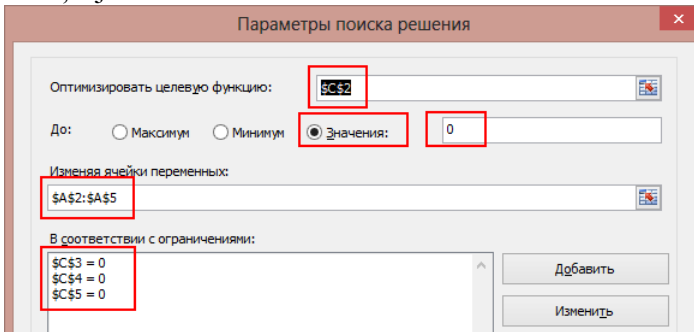 Параметры поиска решения
Оптимизировать целевую функцию: $C$2
До: Максимум Минимум Значения: 0
Изменяя ячейки переменных:
$A$2:$A$5
В соответствии с ограничениями:
$C$3 = 0
$C$4 = 0
$C$5 = 0
Добавить
Изменить